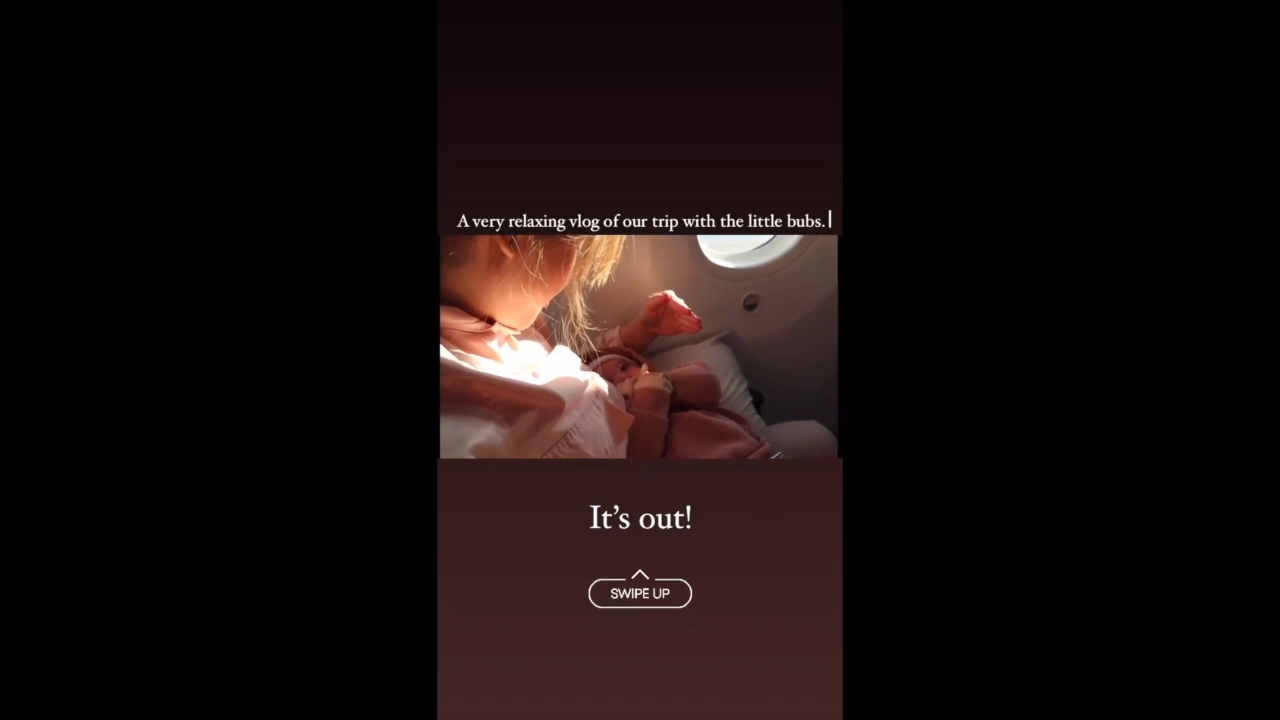 A very relaxing vlog of our trip with the little bubs.
It’s out!
SWIPE UP